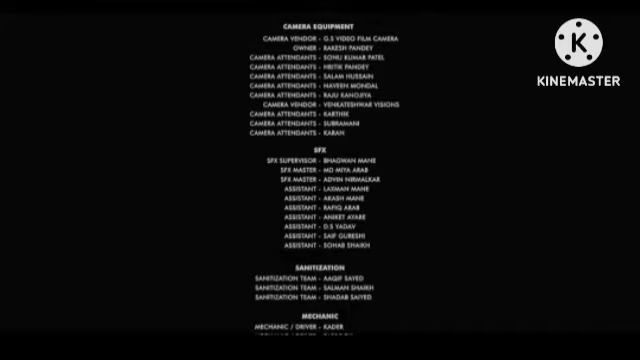 CAMERA EQUIPMENT
CAMERA VENDOR - G.S VIDEO FILM CAMERA
OWNER - RAKESH PANDEY
CAMERA ATTENDANTS - SONU KUMAR PATEL
CAMERA ATTENDANTS - HRITIK PANDEY
CAMERA ATTENDANTS - SALAM HUSSAIN
CAMERA ATTENDANTS - NAVEEN MONDAL
CAMERA ATTENDANTS - RAJU KANOJIYA
CAMERA VENDOR - VENKATESHWAR VISIONS
CAMERA ATTENDANTS - KARTHIK
CAMERA ATTENDANTS - SUBRAMANI
CAMERA ATTENDANTS - KARAN
SFX
SFX SUPERVISOR - BHAGWAN MANE
SFX MASTER - MD MIYA ARAB
SFX MASTER - ADVIN NIRMALKAR
ASSISTANT - LAXMAN MANE
ASSISTANT - AKASH MANE
ASSISTANT - RAFIQ ARAB
ASSISTANT - ANIKET AYARE
ASSISTANT - D.S YADAV
ASSISTANT - SAIF QURESHI
ASSISTANT - SOHAB SHAIKH
SANITIZATION
SANITIZATION TEAM - AAQIF SAYED
SANITIZATION TEAM - SALMAN SHAIKH
SANITIZATION TEAM - SHADAB SAIYED
MECHANIC
MECHANIC / DRIVER - KADER
K
KINEMASTER